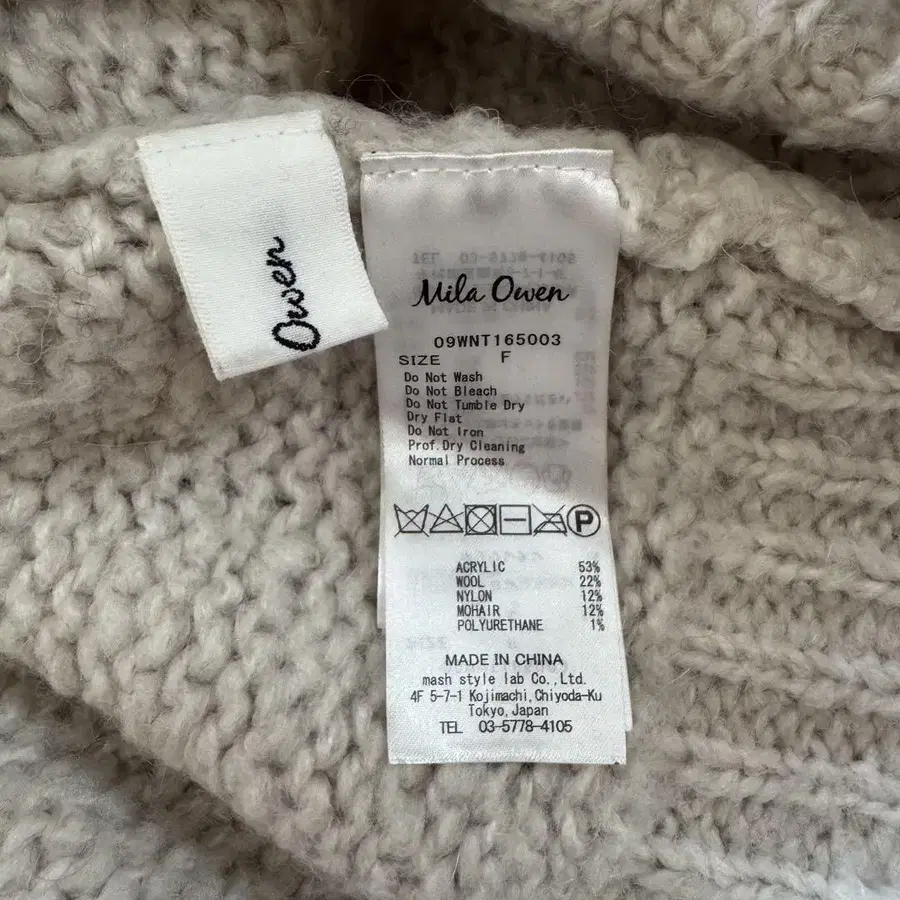 Owen
Mila Owen
09WNT165003
SIZE F
Do Not Wash
Do Not Bleach
Do Not Tumble Dry
Dry Flat
Do Not Iron
Prof.Dry Cleaning
Normal Process
P
ACRYLIC 53%
WOOL 22%
NYLON 12%
MOHAIR 12%
POLYURETHANE 1%
MADE IN CHINA
mash style lab Co.,Ltd.
4F 5-7-1 Kojimachi,Chiyoda-Ku
Tokyo,Japan
TEL 03-5778-4105